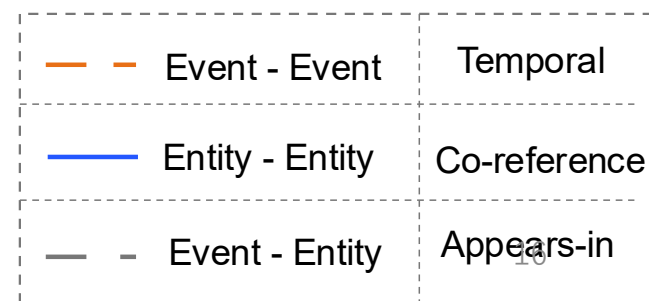 Event - Event Temporal
Entity - Entity Co-reference
Event - Entity Appears-in
16